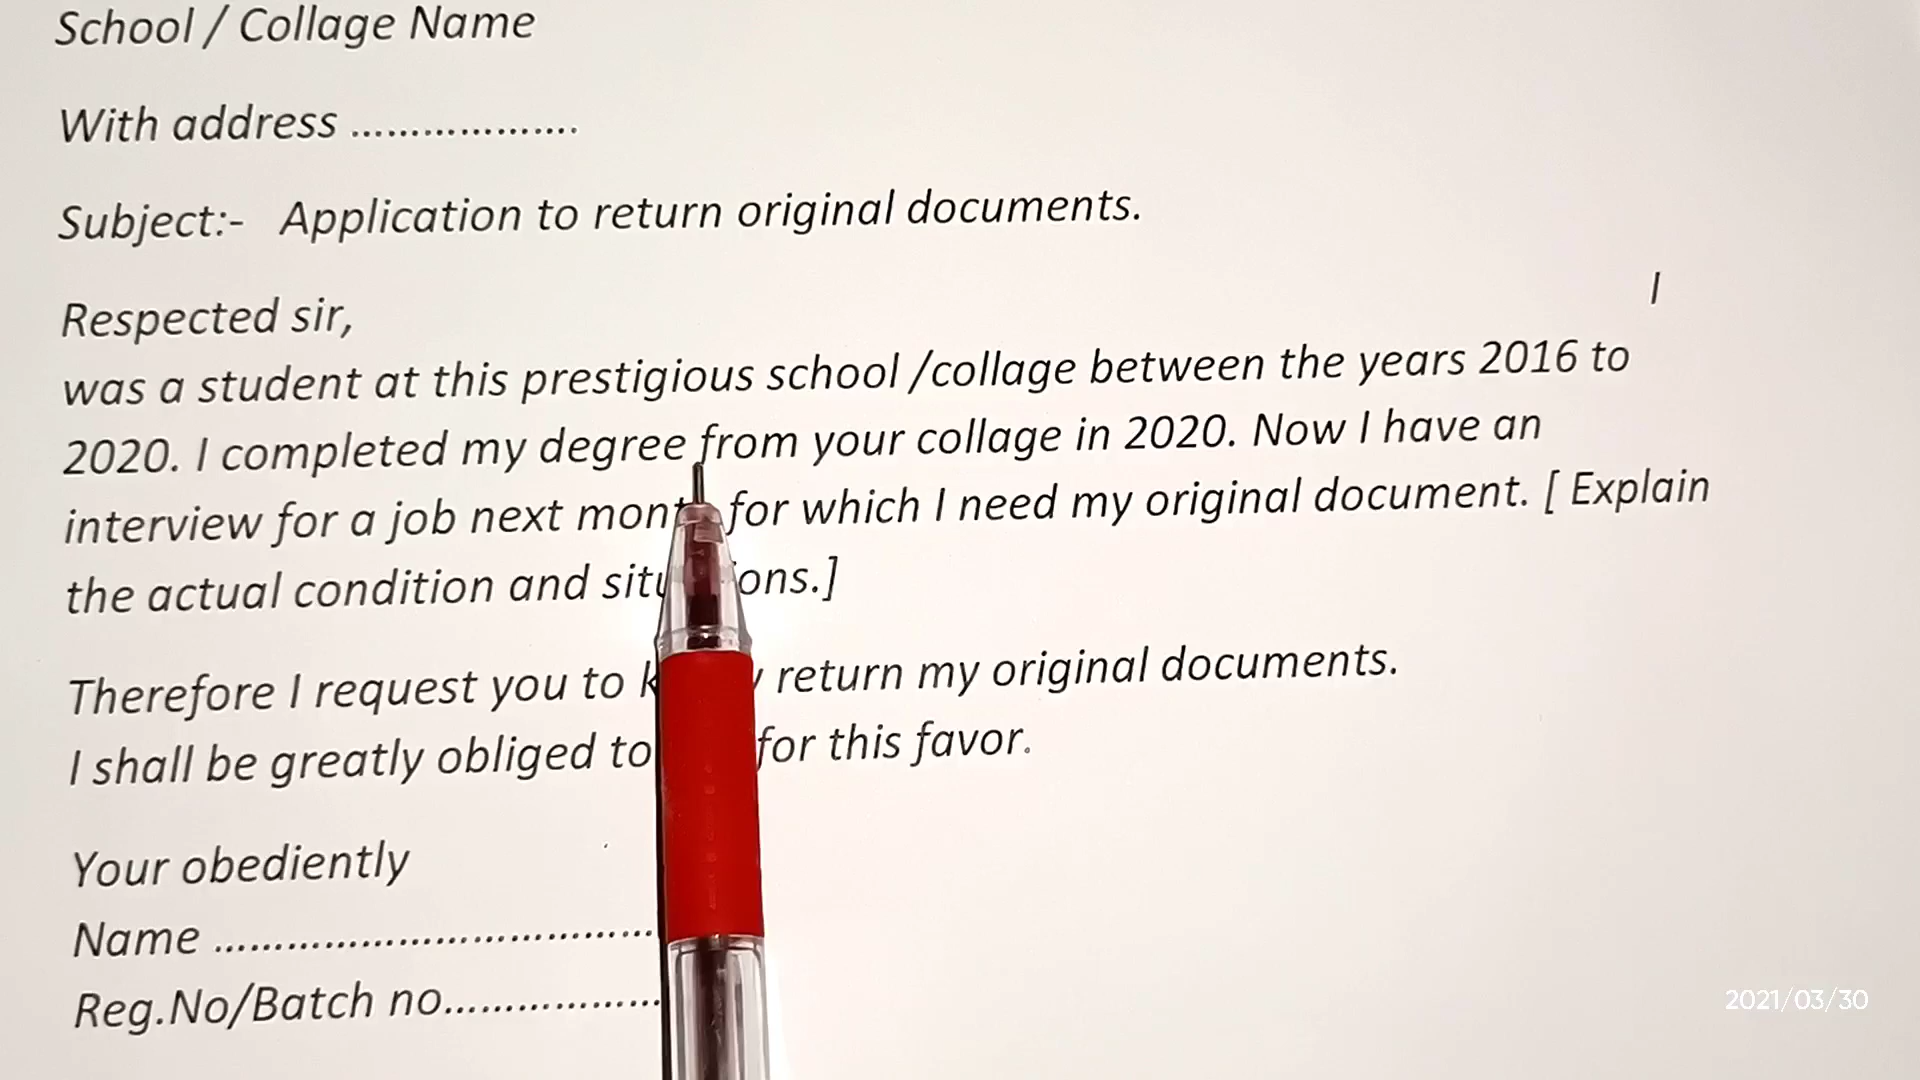 School / Collage Name
With address ...................
Subject:- Application to return original documents.
Respected sir, I
was a student at this prestigious school /collage between the years 2016 to
2020. I completed my degree from your collage in 2020. Now I have an
interview for a job next month for which I need my original document. [ Explain
the actual condition and situations.]
Therefore I request you to return my original documents.
I shall be greatly obliged to for this favor.
Your obediently
Name ....................................
Reg.No/Batch no..................
2021/03/30